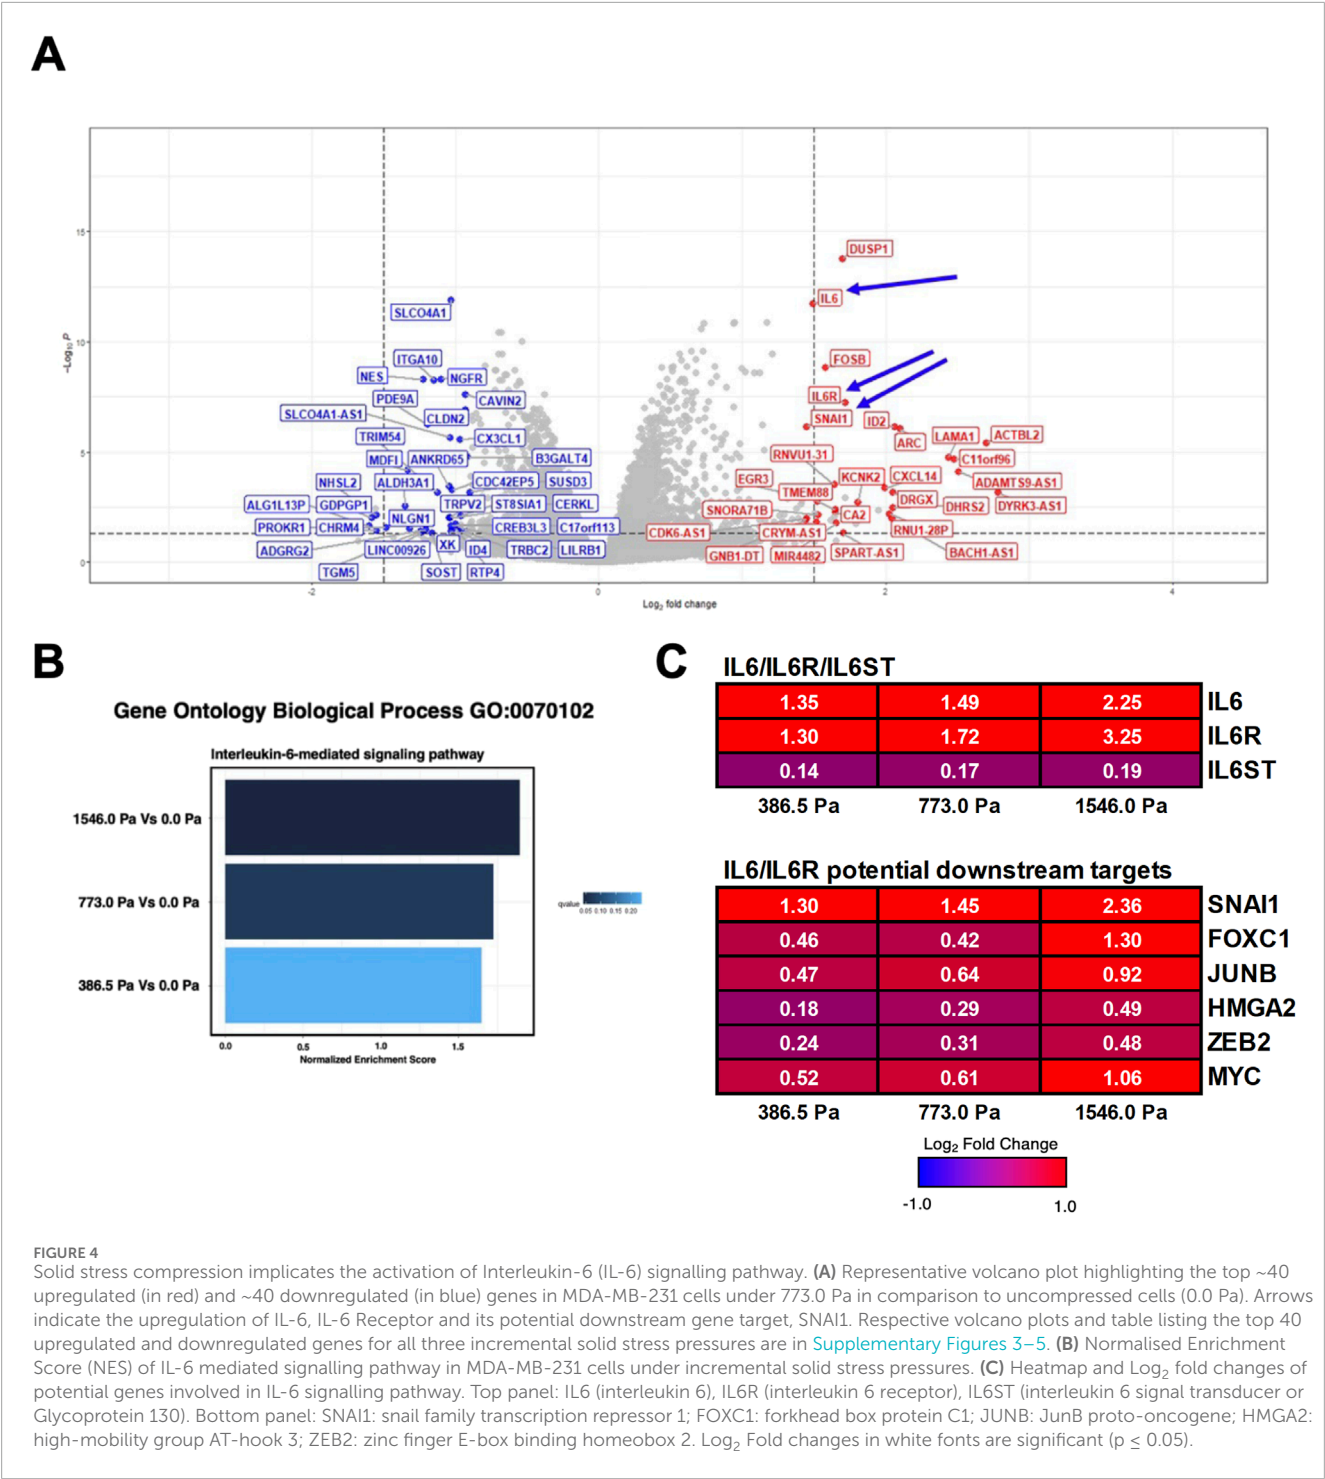 A
15
10
5
0
-Log10 P
-2
0
2
4
Log2 fold change
DUSP1
IL6
SLCO4A1
ITGA10
FOSB
NES
NGFR
PDE9A
CAVIN2
IL6R
SLCO4A1-AS1
CLDN2
SNAI1
ID2
TRIM54
CX3CL1
ARC
LAMA1
ACTBL2
MDFI
ANKRD65
B3GALT4
RNVU1-31
C11orf96
NHSL2
ALDH3A1
CDC42EP5
SUSD3
EGR3
KCNK2
CXCL14
ADAMTS9-AS1
TMEM88
ALG1L13P
GDPGP1
TRPV2
ST8SIA1
CERKL
SNORA71B
DRGX
DHRS2
DYRK3-AS1
NLGN1
CA2
PROKR1
CHRM4
CREB3L3
C17orf113
CDK6-AS1
CRYM-AS1
RNU1-28P
ADGRG2
LINC00926
XK
ID4
TRBC2
LILRB1
GNB1-DT
MIR4482
SPART-AS1
BACH1-AS1
TGM5
SOST
RTP4
B
Gene Ontology Biological Process GO:0070102
Interleukin-6-mediated signaling pathway
1546.0 Pa Vs 0.0 Pa
773.0 Pa Vs 0.0 Pa
386.5 Pa Vs 0.0 Pa
0.0 0.5 1.0 1.5
Normalized Enrichment Score
qvalue
0.05 0.10 0.15 0.20
C
IL6/IL6R/IL6ST
1.35 1.49 2.25 IL6
1.30 1.72 3.25 IL6R
0.14 0.17 0.19 IL6ST
386.5 Pa 773.0 Pa 1546.0 Pa
IL6/IL6R potential downstream targets
1.30 1.45 2.36 SNAI1
0.46 0.42 1.30 FOXC1
0.47 0.64 0.92 JUNB
0.18 0.29 0.49 HMGA2
0.24 0.31 0.48 ZEB2
0.52 0.61 1.06 MYC
386.5 Pa 773.0 Pa 1546.0 Pa
Log2 Fold Change
-1.0 1.0
FIGURE 4
Solid stress compression implicates the activation of Interleukin-6 (IL-6) signalling pathway. (A) Representative volcano plot highlighting the top ~40
upregulated (in red) and ~40 downregulated (in blue) genes in MDA-MB-231 cells under 773.0 Pa in comparison to uncompressed cells (0.0 Pa). Arrows
indicate the upregulation of IL-6, IL-6 Receptor and its potential downstream gene target, SNAI1. Respective volcano plots and table listing the top 40
upregulated and downregulated genes for all three incremental solid stress pressures are in Supplementary Figures 3–5. (B) Normalised Enrichment
Score (NES) of IL-6 mediated signalling pathway in MDA-MB-231 cells under incremental solid stress pressures. (C) Heatmap and Log2 fold changes of
potential genes involved in IL-6 signalling pathway. Top panel: IL6 (interleukin 6), IL6R (interleukin 6 receptor), IL6ST (interleukin 6 signal transducer or
Glycoprotein 130). Bottom panel: SNAI1: snail family transcription repressor 1; FOXC1: forkhead box protein C1; JUNB: JunB proto-oncogene; HMGA2:
high-mobility group AT-hook 3; ZEB2: zinc finger E-box binding homeobox 2. Log2 Fold changes in white fonts are significant (p ≤ 0.05).